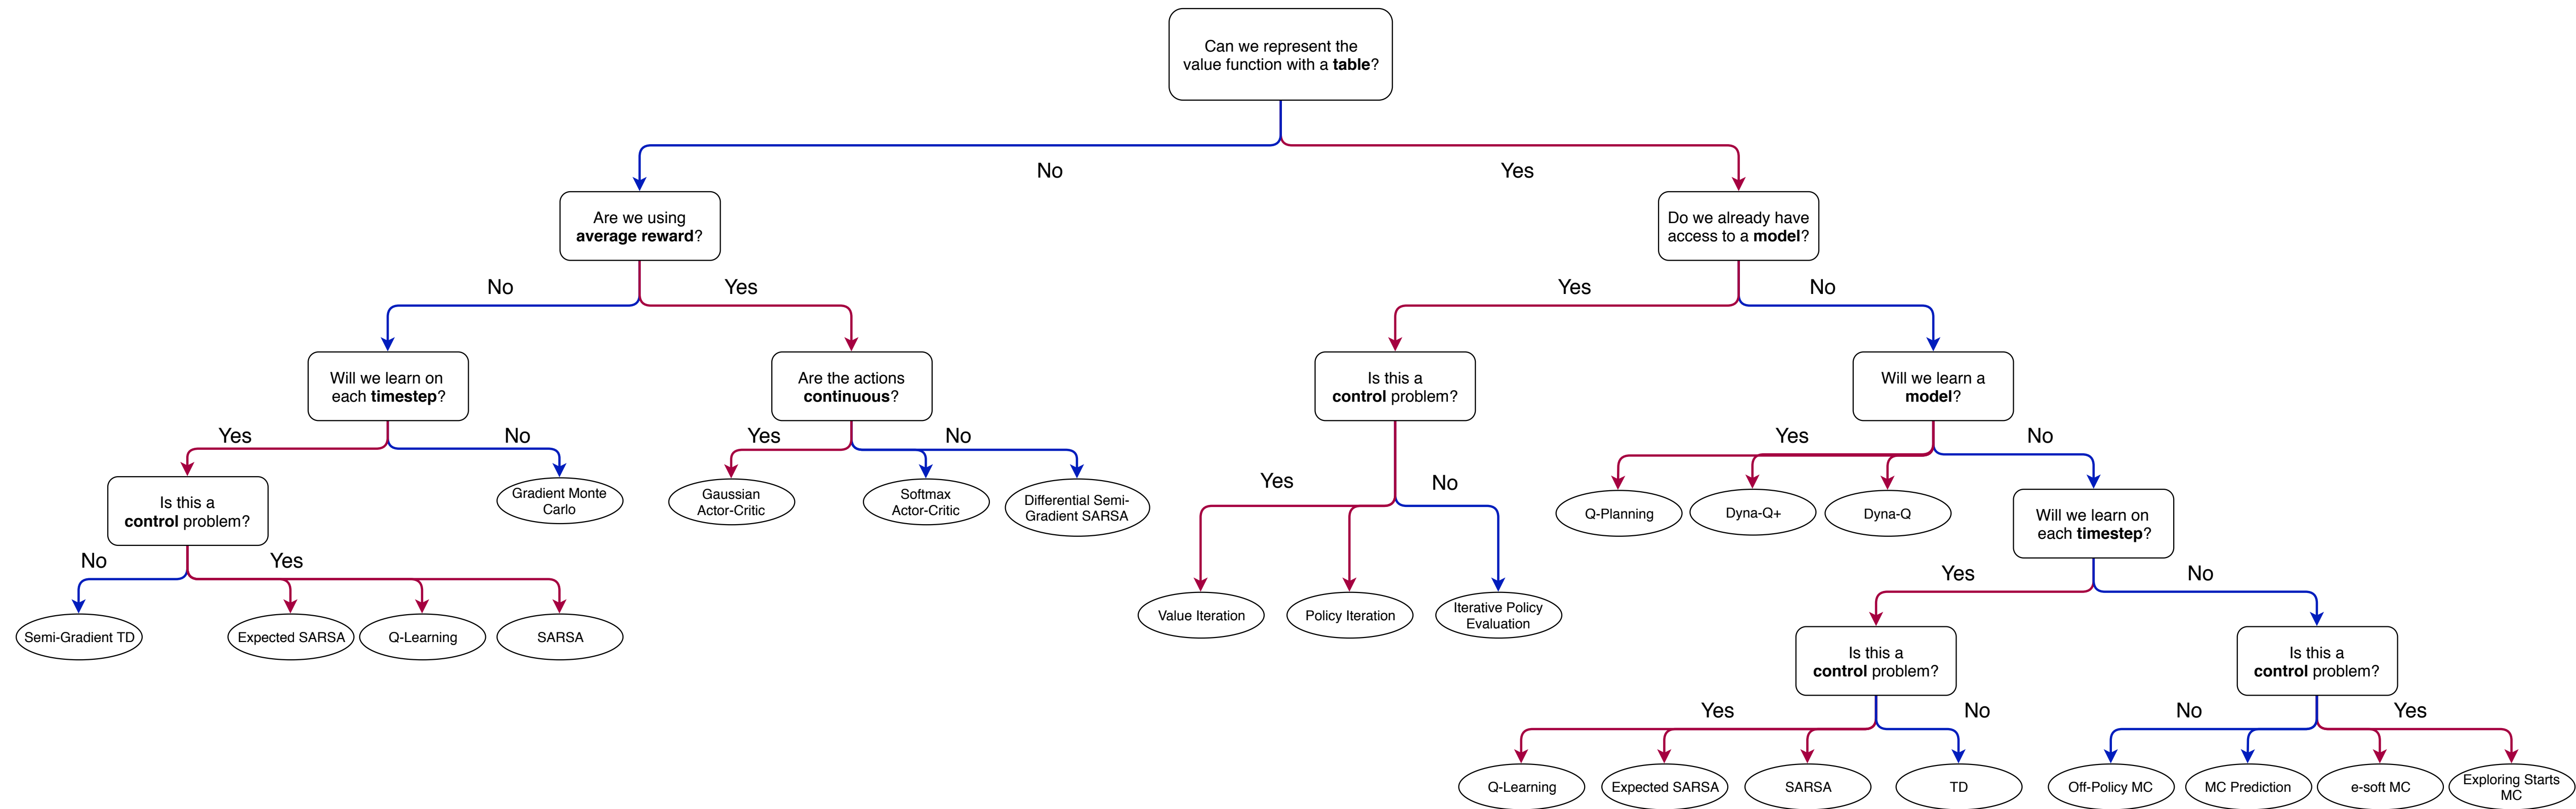 Can we represent the
value function with a table?
No
Yes
Are we using
average reward?
Do we already have
access to a model?
No
Yes
Yes
No
Will we learn on
each timestep?
Are the actions
continuous?
Is this a
control problem?
Will we learn a
model?
Yes
No
Yes
No
Yes
No
Yes
No
Is this a
control problem?
Gradient Monte
Carlo
Gaussian
Actor-Critic
Softmax
Actor-Critic
Differential Semi-
Gradient SARSA
Q-Planning
Dyna-Q+
Dyna-Q
Will we learn on
each timestep?
No
Yes
Yes
No
Semi-Gradient TD
Expected SARSA
Q-Learning
SARSA
Value Iteration
Policy Iteration
Iterative Policy
Evaluation
Is this a
control problem?
Is this a
control problem?
Yes
No
No
Yes
Q-Learning
Expected SARSA
SARSA
TD
Off-Policy MC
MC Prediction
e-soft MC
Exploring Starts
MC